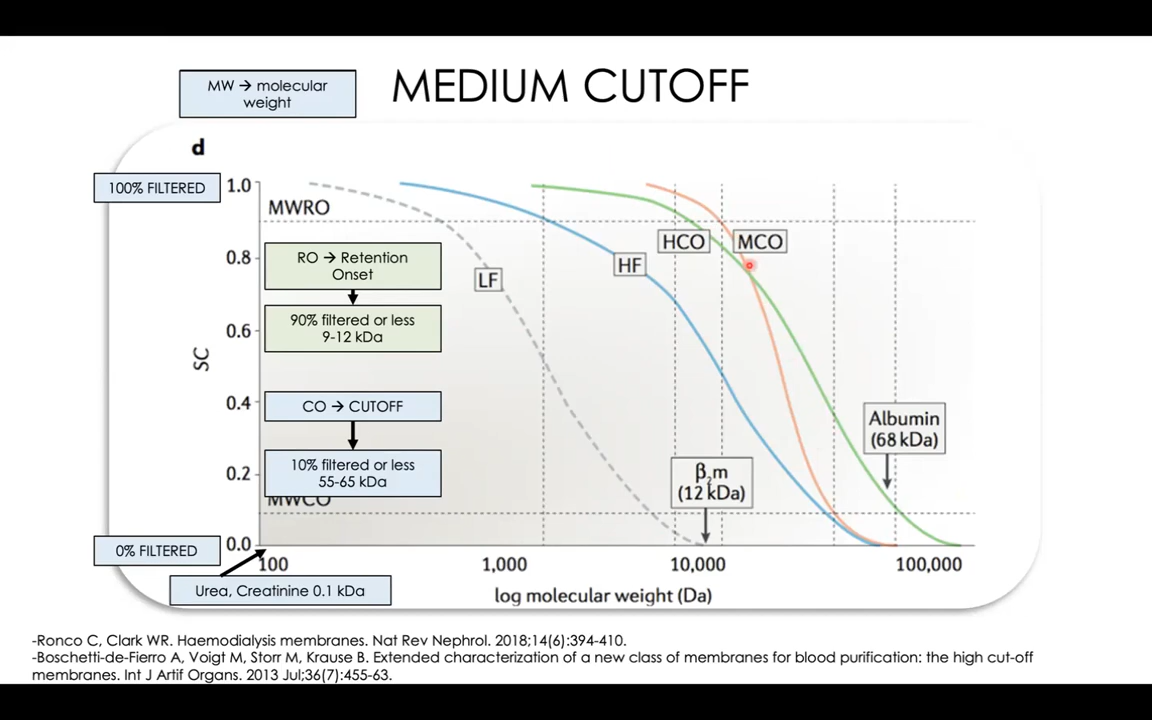 MW → molecular
weight
MEDIUM CUTOFF
d
100% FILTERED
1.0
MWRO
RO → Retention
Onset
0.8
HCO
MCO
HF
LF
90% filtered or less
9-12 kDa
0.6
SC
CO → CUTOFF
0.4
Albumin
(68 kDa)
10% filtered or less
55-65 kDa
0.2
β₂m
(12 kDa)
MWCO
0% FILTERED
0.0
100
1,000
10,000
100,000
Urea, Creatinine 0.1 kDa
log molecular weight (Da)
-Ronco C, Clark WR. Haemodialysis membranes. Nat Rev Nephrol. 2018;14(6):394-410.
-Boschetti-de-Fierro A, Voigt M, Storr M, Krause B. Extended characterization of a new class of membranes for blood purification: the high cut-off
membranes. Int J Artif Organs. 2013 Jul;36(7):455-63.